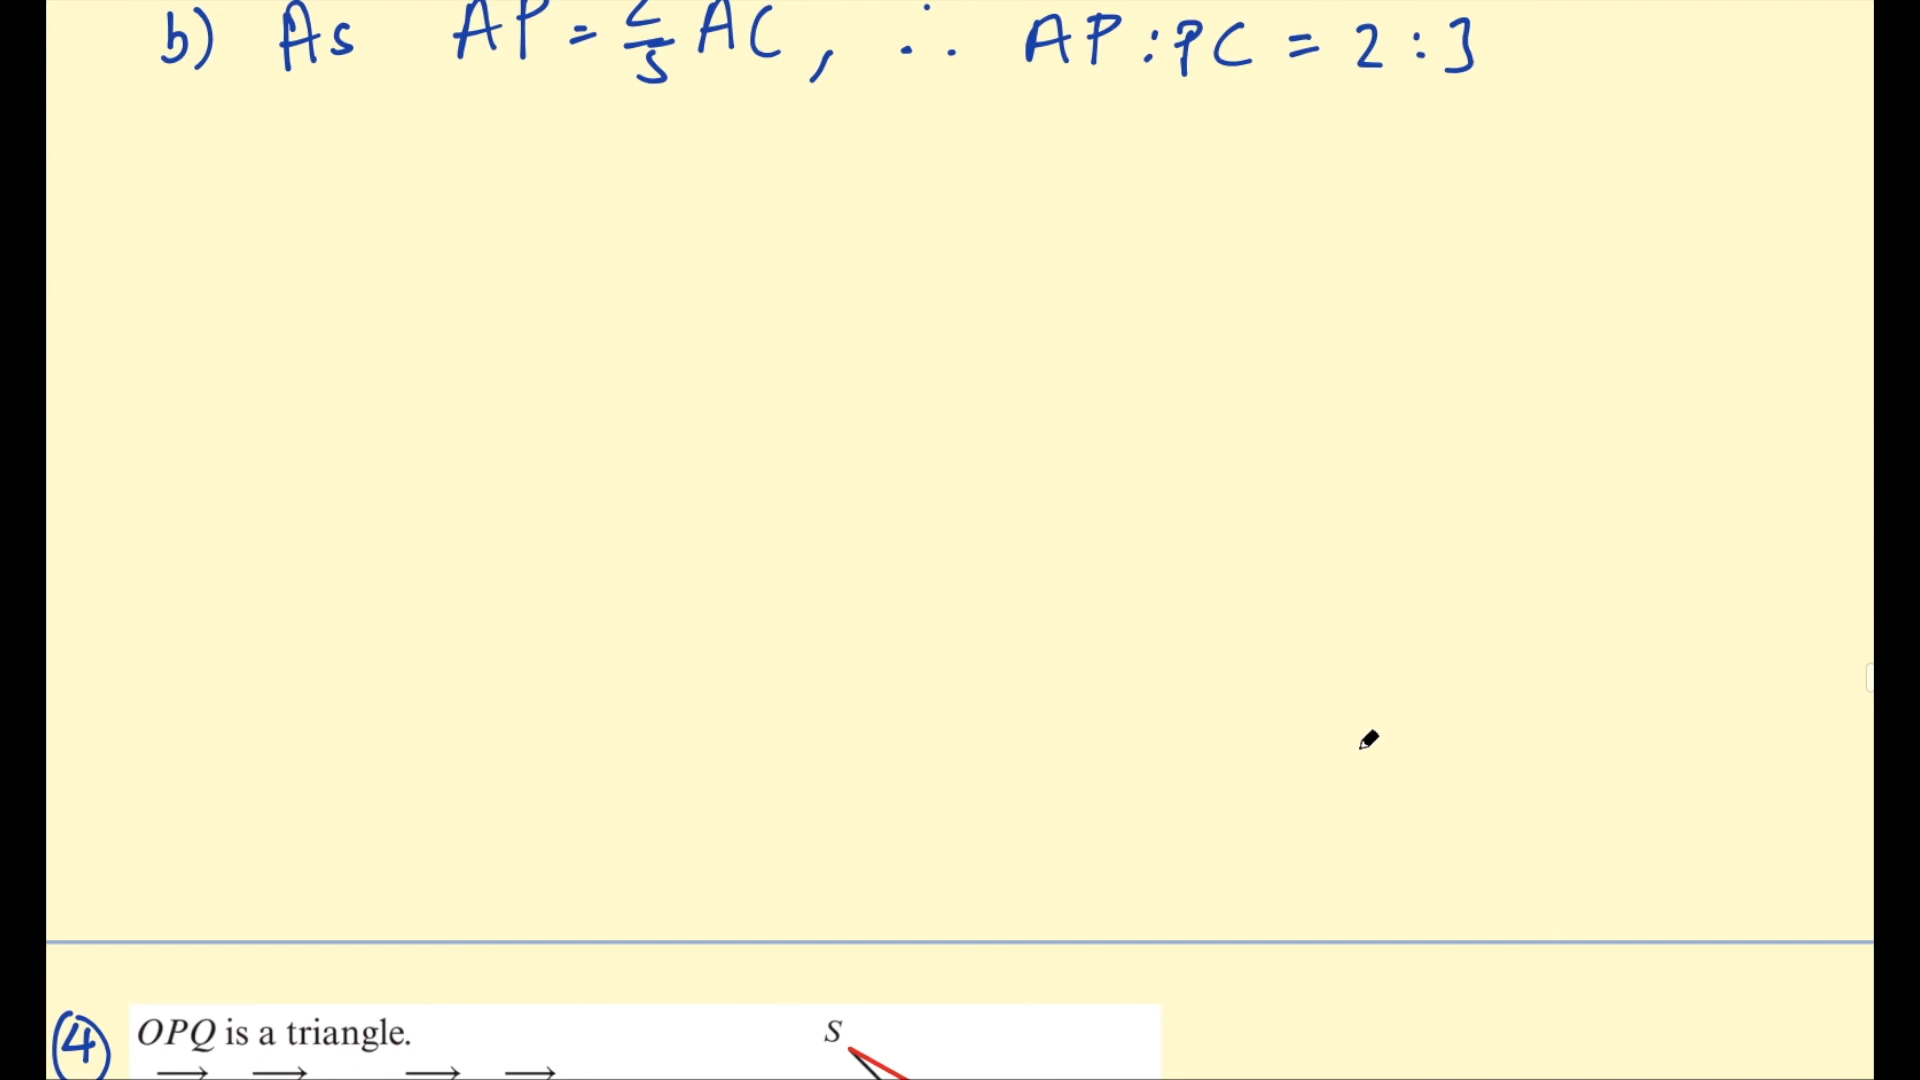 b) As AP = 2/5 AC, ∴ AP:PC = 2:3
④ OPQ is a triangle.
S